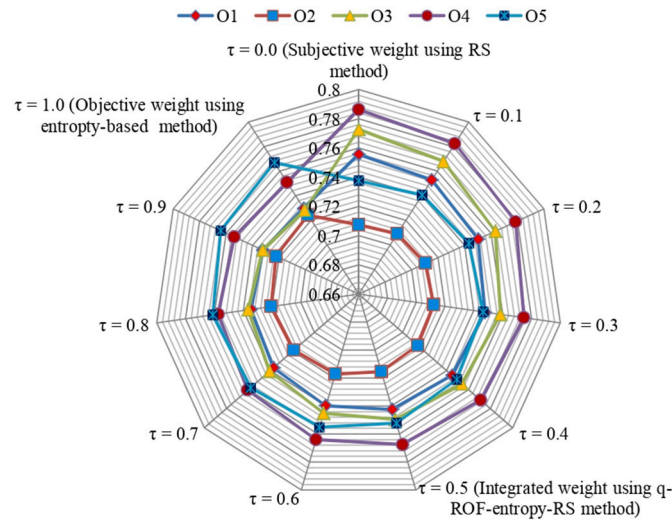 O1 O2 O3 O4 O5
τ = 0.0 (Subjective weight using RS
method)
τ = 1.0 (Objective weight using
entropty-based method)
0.8
0.78
0.76
0.74
0.72
0.7
0.68
0.66
τ = 0.1
τ = 0.2
τ = 0.3
τ = 0.4
τ = 0.5 (Integrated weight using q-
ROF-entropy-RS method)
τ = 0.6
τ = 0.7
τ = 0.8
τ = 0.9